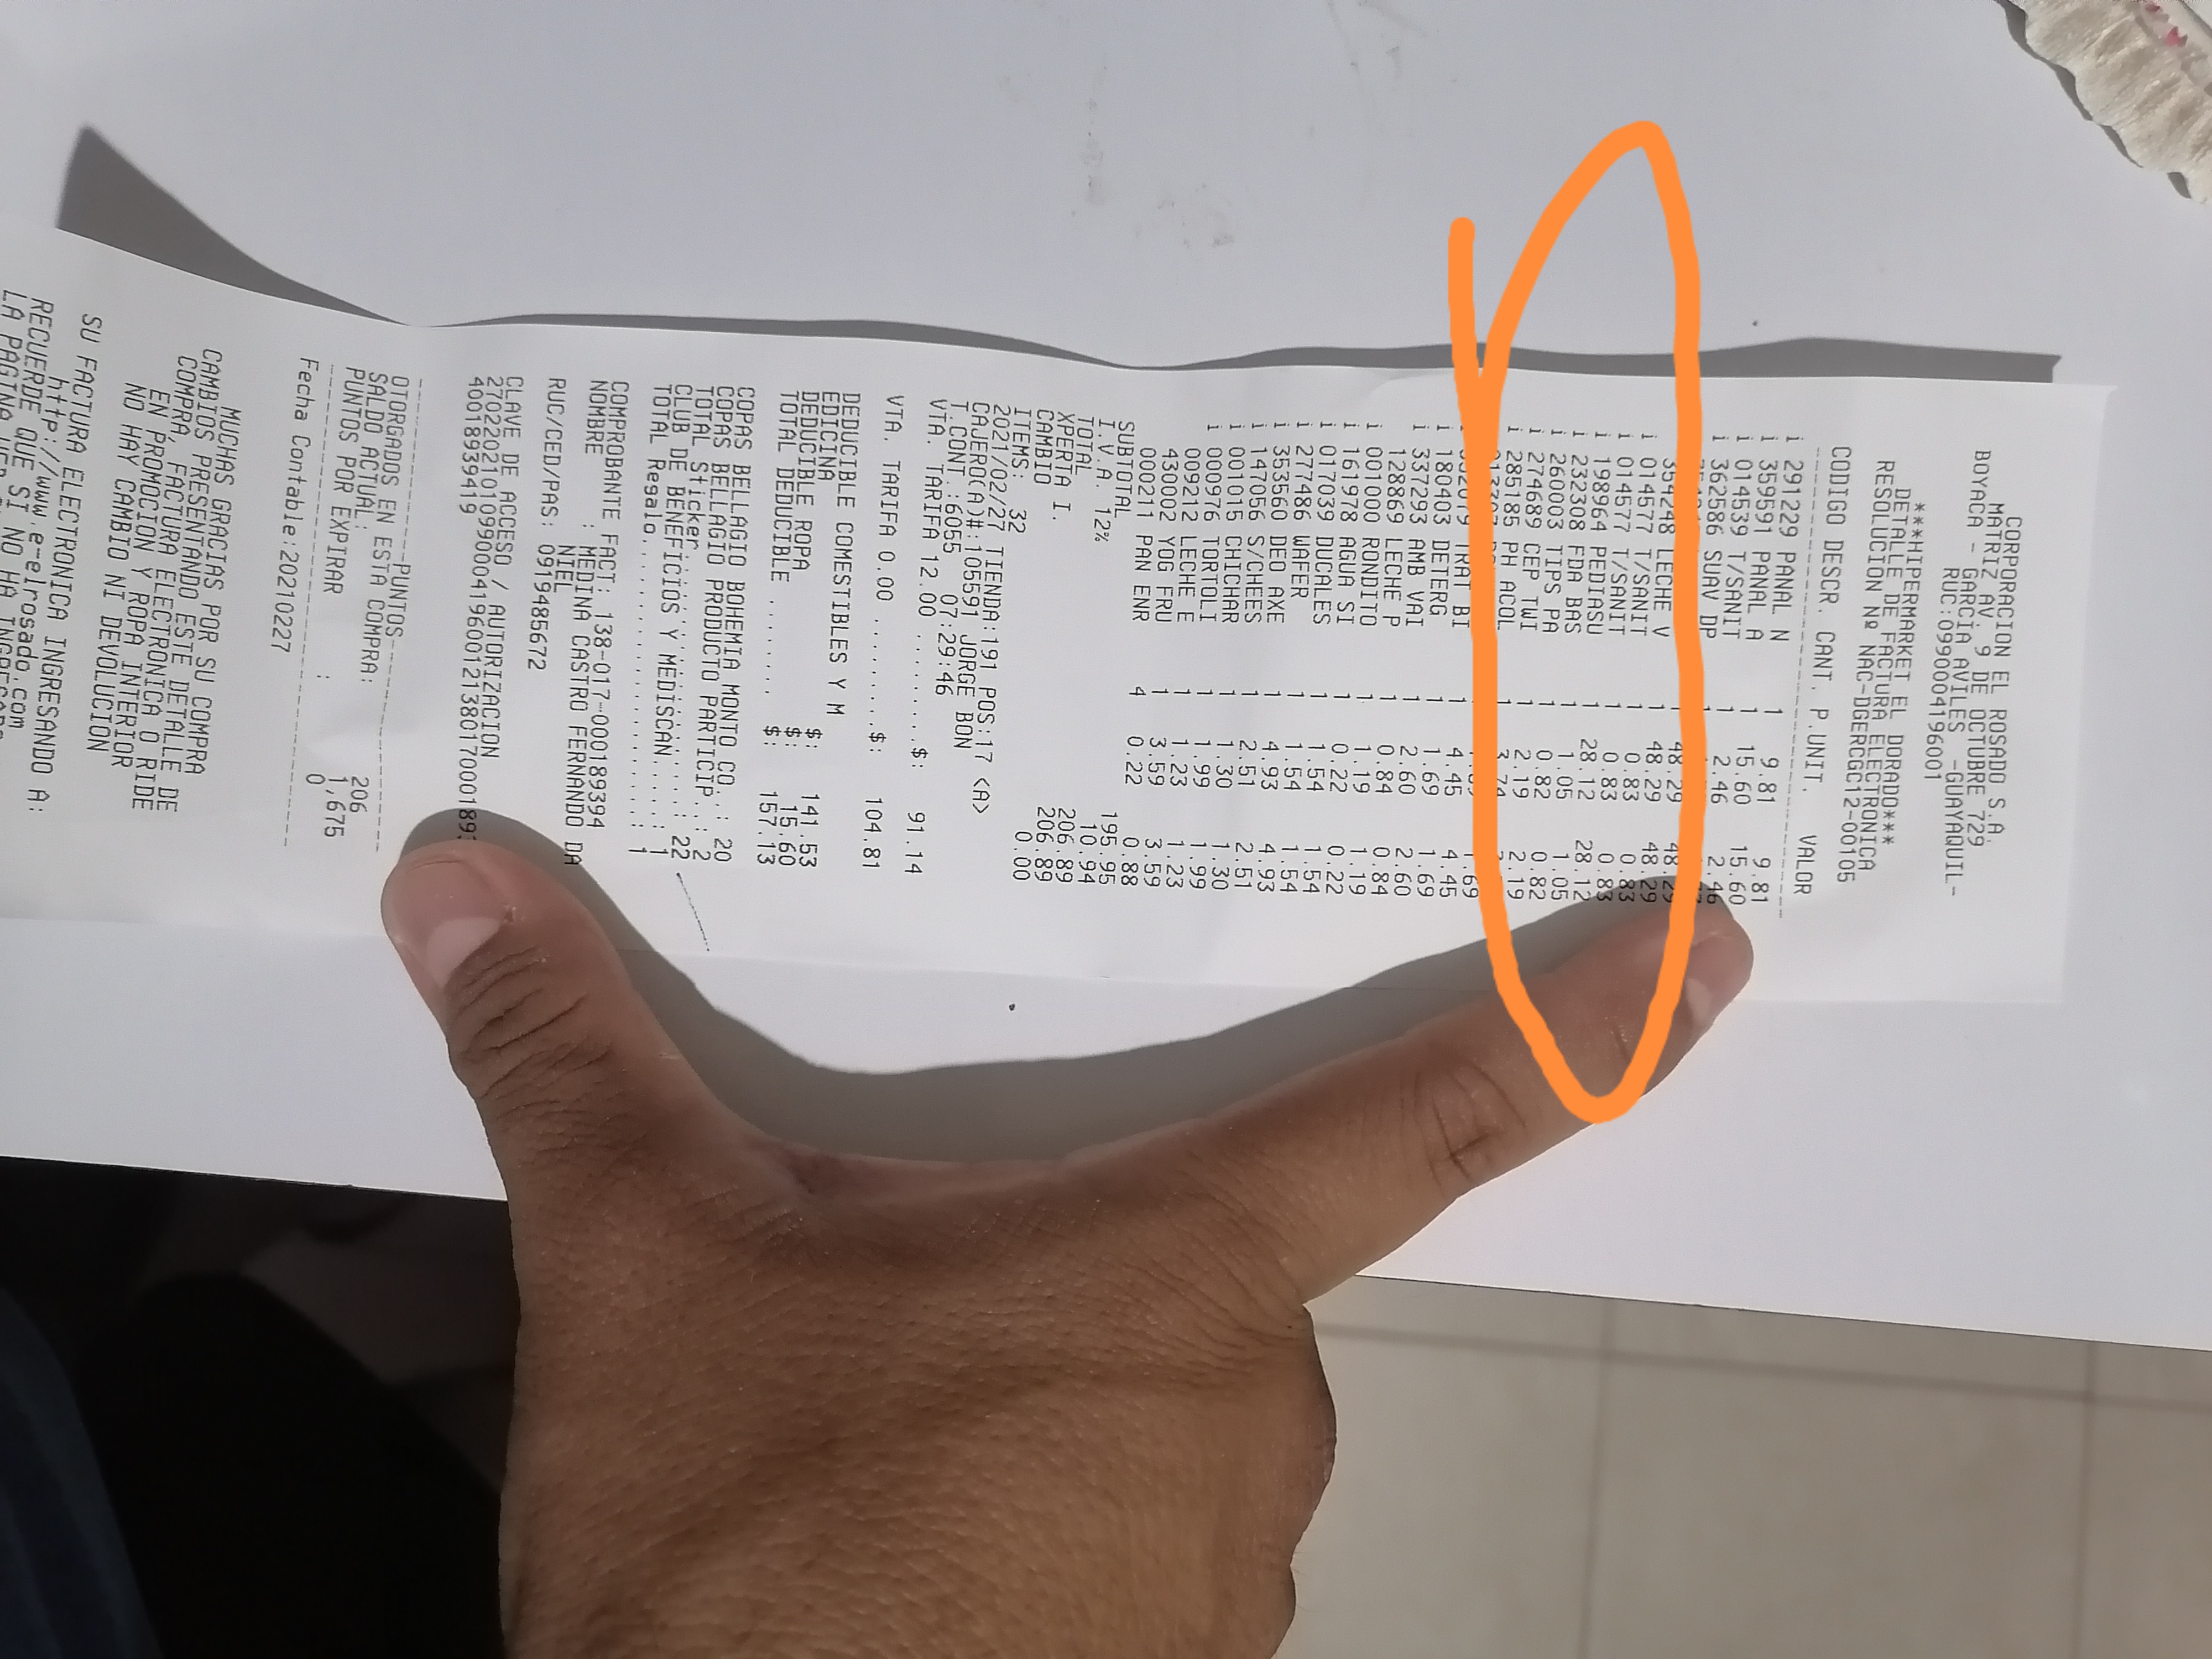 CORPORACION EL ROSADO S.A.
MATRIZ AV. 9 DE OCTUBRE 729
BOYACA - GARCIA AVILES -GUAYAQUIL-
RUC:0990004196001
***HIPERMARKET EL DORADO***
DETALLE DE FACTURA ELECTRONICA
RESOLUCION Nº NAC-DGERCGC12-00105
CODIGO DESCR. CANT. P.UNIT. VALOR
i 291229 PANAL N 1 9.81 9.81
i 359591 PANAL A 1 15.60 15.60
i 014539 T/SANIT 1 2.46 2.46
i 362586 SUAV DP 1
48.29 48.29
354248 LECHE V 1 48.29 48.29
i 014577 T/SANIT 1 0.83 0.83
i 014577 T/SANIT 1 0.83 0.83
i 198964 PEDIASU 1 28.12 28.12
i 232308 FDA BAS 1 1.05 1.05
i 260003 TIPS PA 1 0.82 0.82
i 274689 CEP TWI 1 2.19 2.19
i 285185 PH ACOL 1 3.74
1.69
TRAT BI 1 4.45 4.45
i 180403 DETERG 1 1.69 1.69
i 337293 AMB VAI 1 2.60 2.60
128869 LECHE P 1 0.84 0.84
i 001000 RONDITO 1 1.19 1.19
i 161978 AGUA SI 1 0.22 0.22
i 017039 DUCALES 1 1.54 1.54
i 277486 WAFER 1 1.54 1.54
i 353560 DEO AXE 1 4.93 4.93
i 147056 S/CHEES 1 2.51 2.51
i 001015 CHICHAR 1 1.30 1.30
i 000976 TORTOLI 1 1.99 1.99
009212 LECHE E 1 1.23 1.23
430002 YOG FRU 1 3.59 3.59
000211 PAN ENR 4 0.22 0.88
SUBTOTAL 195.95
I.V.A. 12% 10.94
TOTAL 206.89
XPERTA I. 206.89
CAMBIO 0.00
ITEMS: 32
2021/02/27 TIENDA:191 POS:17 <A>
CAJERO(A)#:105591 JORGE BON
T.CONT.:6055 07:29:46
VTA. TARIFA 12.00 .........$: 91.14
VTA. TARIFA 0.00 .........$: 104.81
DEDUCIBLE COMESTIBLES Y M
EDICINA $: 141.53
DEDUCIBLE ROPA $: 15.60
TOTAL DEDUCIBLE ....... $: 157.13
COPAS BELLAGIO BOHEMIA MONTO CO..: 20
COPAS BELLAGIO PRODUCTO PARTICIP.: 2
TOTAL Sticker....................: 22
CLUB DE BENEFICIOS Y MEDISCAN....: 1
TOTAL Regalo.....................: 1
COMPROBANTE FACT: 138-017-000189394
NOMBRE : MEDINA CASTRO FERNANDO DA
NIEL
RUC/CED/PAS: 0919485672
CLAVE DE ACCESO / AUTORIZACION
270220210109900041960012138017000189
4001893941​9
---------------PUNTOS---------------
OTORGADOS EN ESTA COMPRA: 206
SALDO ACTUAL: 1,675
PUNTOS POR EXPIRAR : 0
Fecha Contable:20210227
MUCHAS GRACIAS POR SU COMPRA
CAMBIOS PRESENTANDO ESTE DETALLE DE
COMPRA, FACTURA ELECTRONICA O RIDE
EN PROMOCION Y ROPA INTERIOR
NO HAY CAMBIO NI DEVOLUCION
SU FACTURA ELECTRONICA INGRESANDO A:
http://www.e-elrosado.com
RECUERDE QUE SI NO HA
LA PAGINA